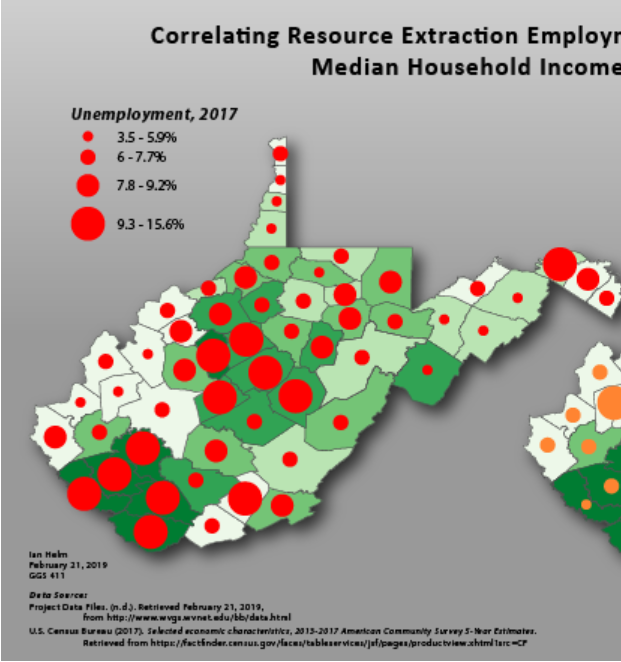 Correlating Resource Extraction Employm
Median Household Income
Unemployment, 2017
3.5 - 5.9%
6 - 7.7%
7.8 - 9.2%
9.3 - 15.6%
Ian Helm
February 21, 2019
GGS 411
Data Sources
Project Data Files. (n.d.). Retrieved February 21, 2019,
from http://www.wvgs.wvnet.edu/bb/data.html
U.S. Census Bureau (2017). Selected economic characteristics, 2013-2017 American Community Survey 5-Year Estimates.
Retrieved from https://factfinder.census.gov/faces/tableservices/jsf/pages/productview.xhtml?src=CF